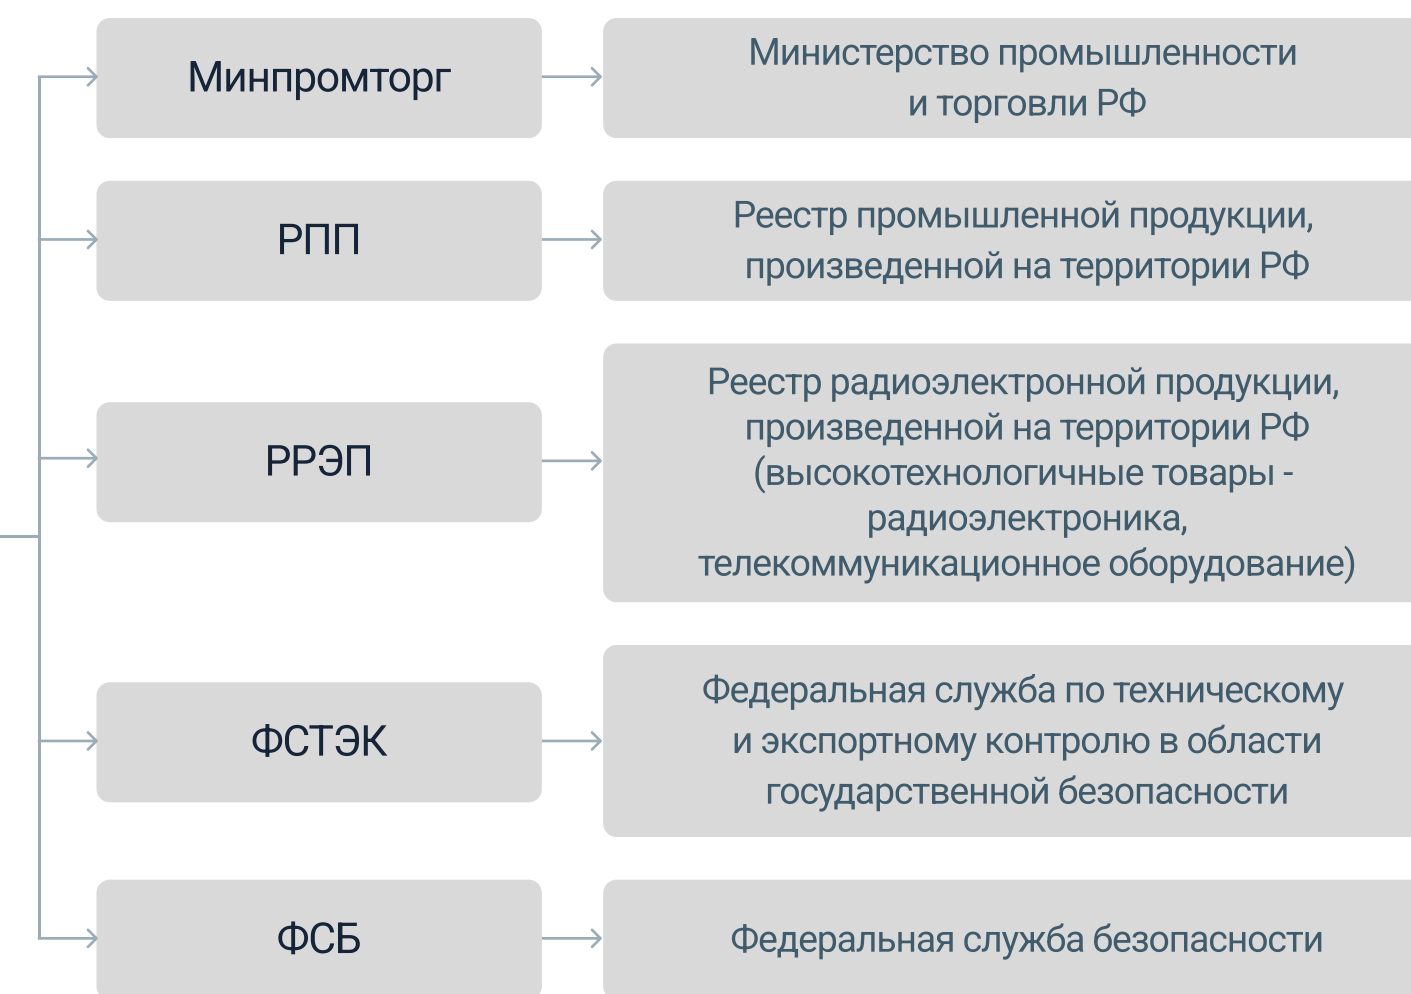 Минпромторг
Министерство промышленности
и торговли РФ
РПП
Реестр промышленной продукции,
произведенной на территории РФ
РРЭП
Реестр радиоэлектронной продукции,
произведенной на территории РФ
(высокотехнологичные товары -
радиоэлектроника,
телекоммуникационное оборудование)
ФСТЭК
Федеральная служба по техническому
и экспортному контролю в области
государственной безопасности
ФСБ
Федеральная служба безопасности